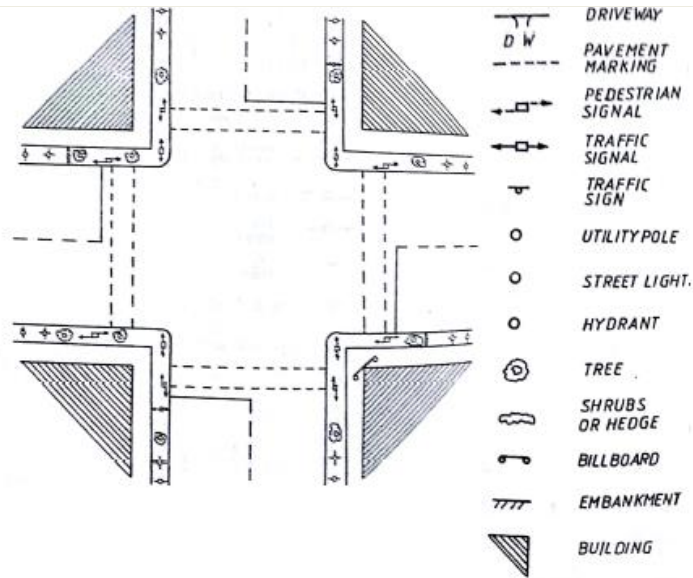 DRIVEWAY
D W
PAVEMENT
MARKING
PEDESTRIAN
SIGNAL
TRAFFIC
SIGNAL
TRAFFIC
SIGN
UTILITY POLE
STREET LIGHT.
HYDRANT
TREE
SHRUBS
OR HEDGE
BILLBOARD
EMBANKMENT
BUILDING